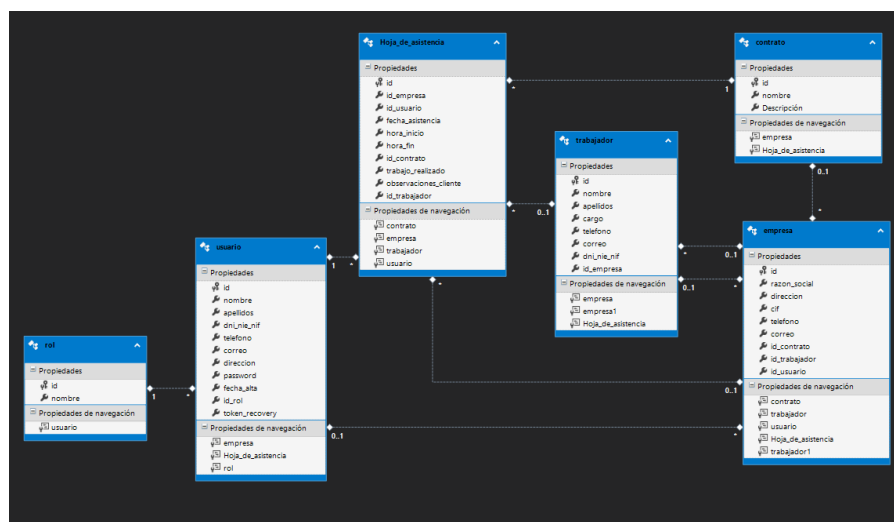 Hoja_de_asistencia
Propiedades
id
id_empresa
id_usuario
fecha_asistencia
hora_inicio
hora_fin
id_contrato
trabajo_realizado
observaciones_cliente
id_trabajador
Propiedades de navegación
contrato
empresa
trabajador
usuario
contrato
Propiedades
id
nombre
Descripción
Propiedades de navegación
empresa
Hoja_de_asistencia
trabajador
Propiedades
id
nombre
apellidos
cargo
telefono
correo
dni_nie_nif
id_empresa
Propiedades de navegación
empresa
empresa1
Hoja_de_asistencia
empresa
Propiedades
id
razon_social
direccion
cif
telefono
correo
id_contrato
id_trabajador
id_usuario
Propiedades de navegación
contrato
trabajador
usuario
Hoja_de_asistencia
trabajador1
usuario
Propiedades
id
nombre
apellidos
dni_nie_nif
telefono
correo
direccion
password
fecha_alta
id_rol
token_recovery
Propiedades de navegación
empresa
Hoja_de_asistencia
rol
rol
Propiedades
id
nombre
Propiedades de navegación
usuario
*
1
0..1
*
*
0..1
*
0..1
0..1
*
1
*
*
0..1
1
*
0..1
*